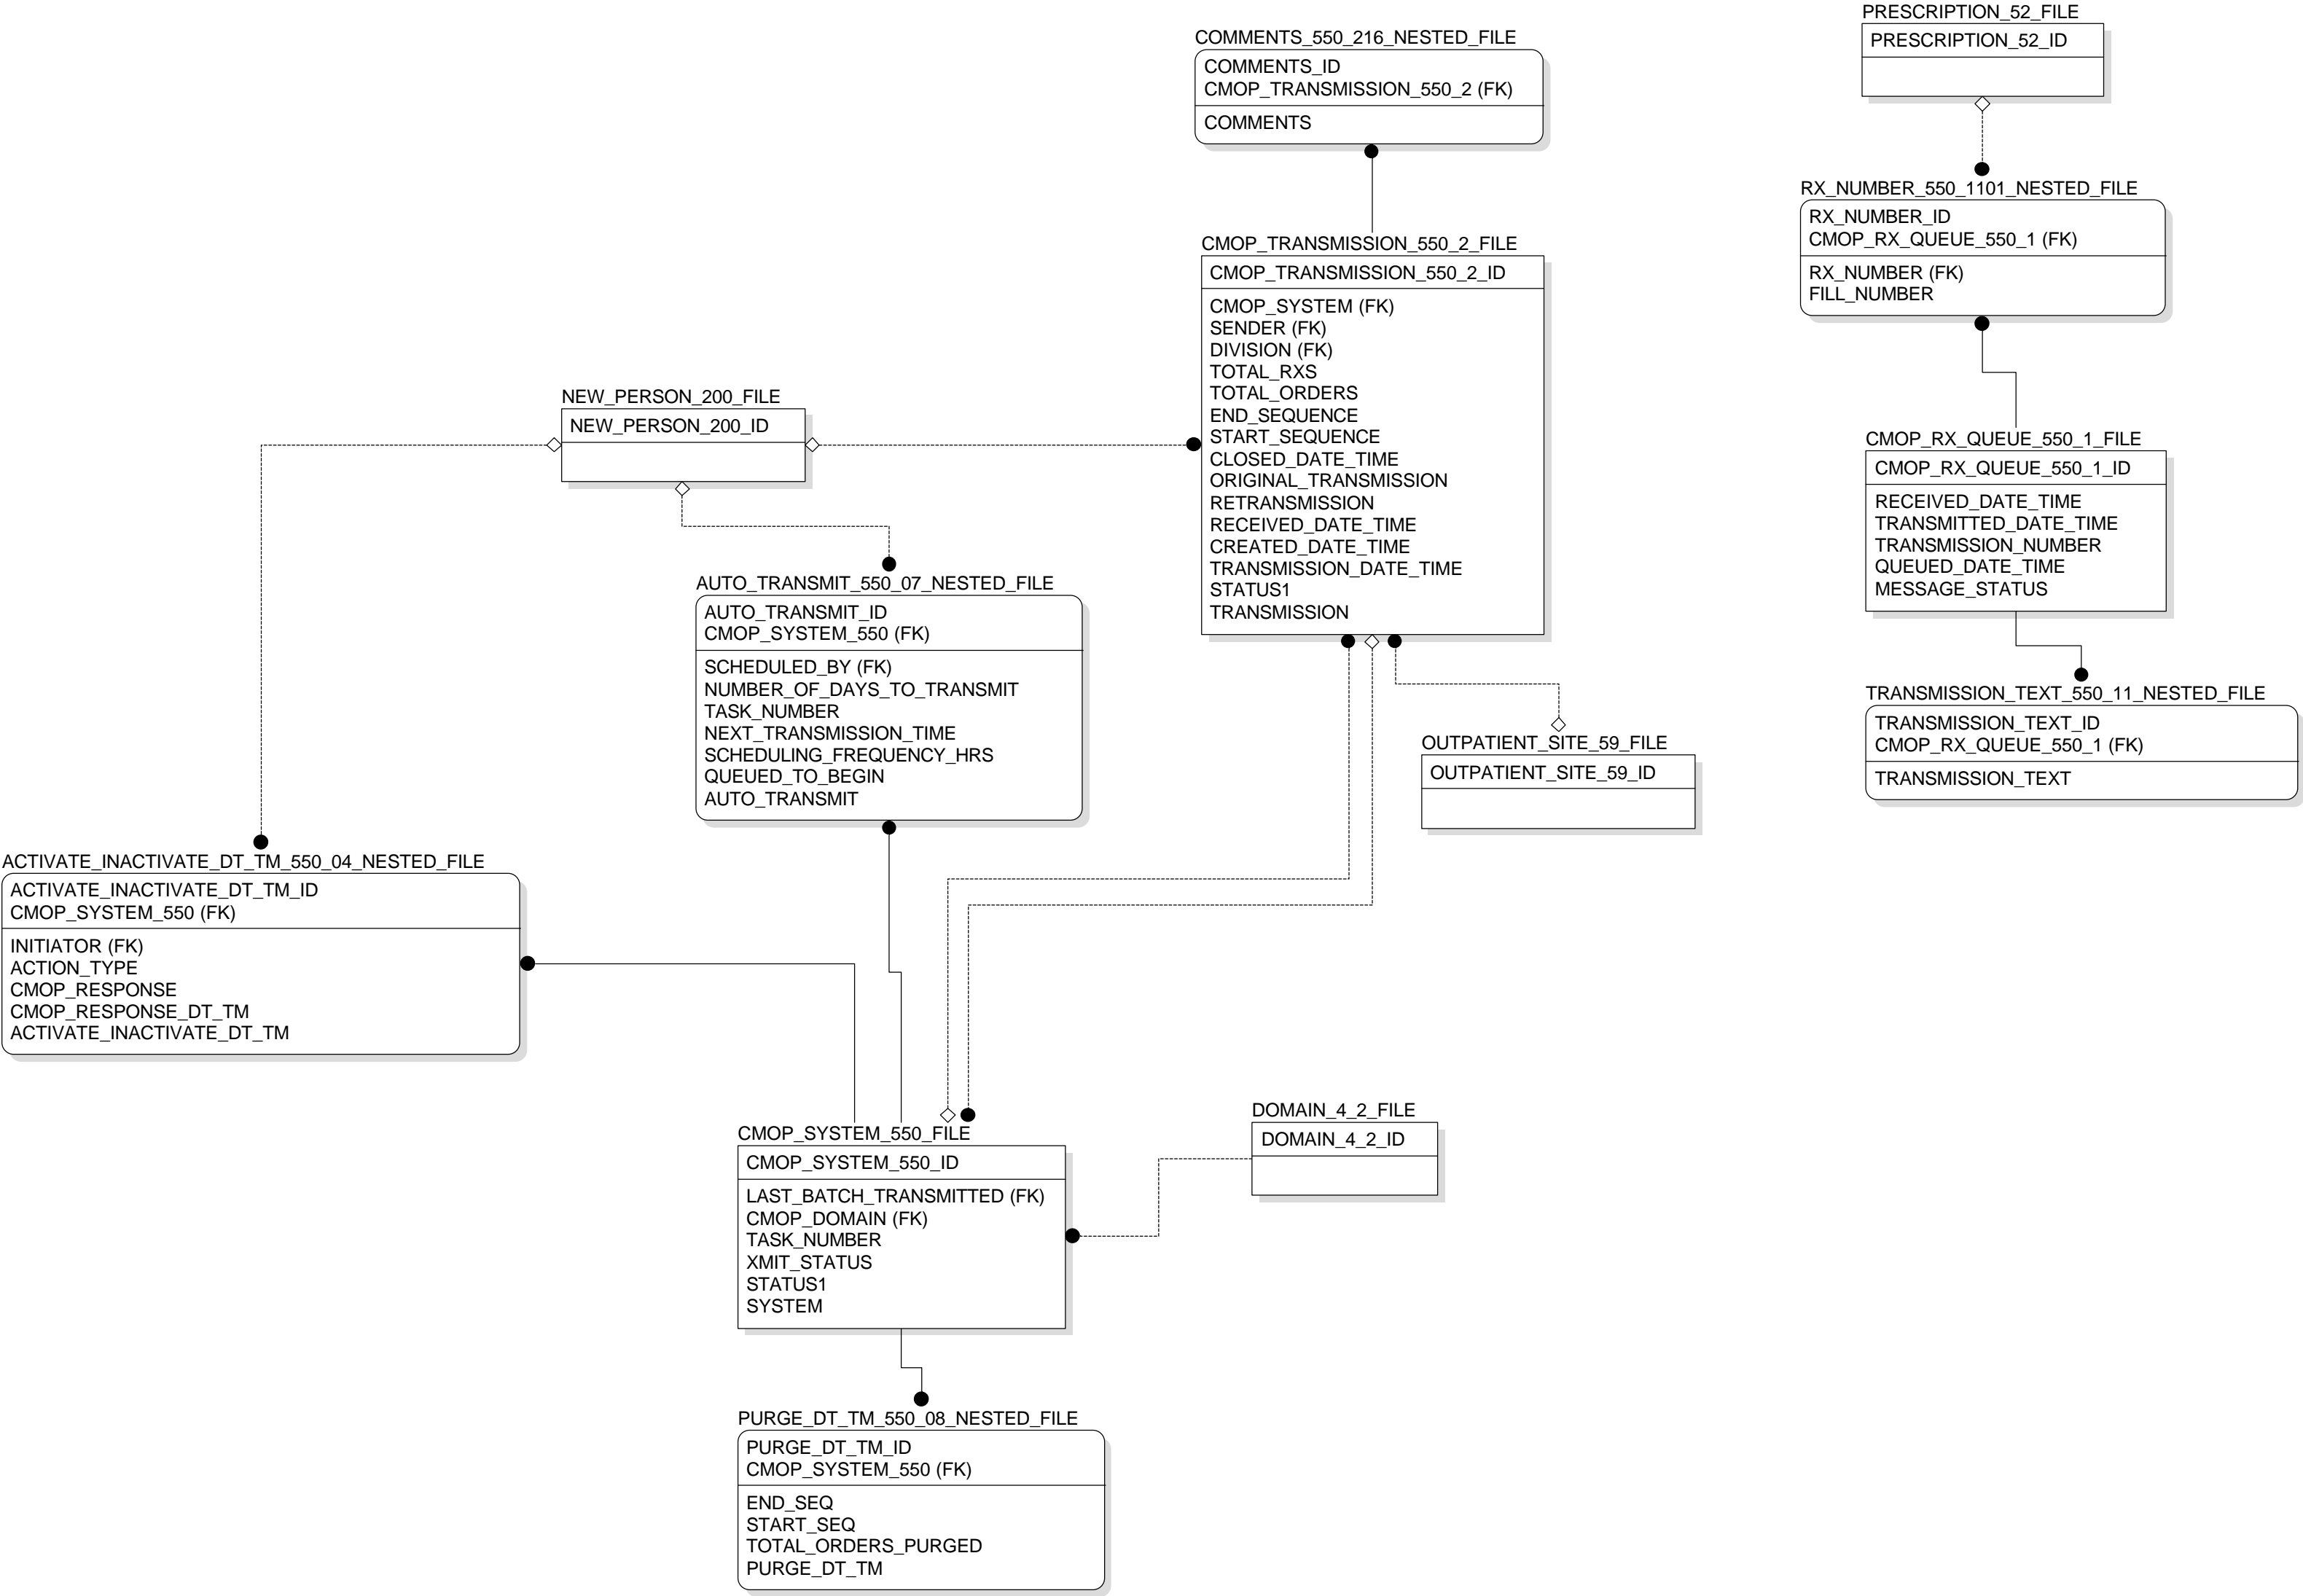 PRESCRIPTION_52_FILE
PRESCRIPTION_52_ID
COMMENTS_550_216_NESTED_FILE
COMMENTS_ID
CMOP_TRANSMISSION_550_2 (FK)
COMMENTS
RX_NUMBER_550_1101_NESTED_FILE
RX_NUMBER_ID
CMOP_RX_QUEUE_550_1 (FK)
RX_NUMBER (FK)
FILL_NUMBER
CMOP_TRANSMISSION_550_2_FILE
CMOP_TRANSMISSION_550_2_ID
CMOP_SYSTEM (FK)
SENDER (FK)
DIVISION (FK)
TOTAL_RXS
TOTAL_ORDERS
END_SEQUENCE
START_SEQUENCE
CLOSED_DATE_TIME
ORIGINAL_TRANSMISSION
RETRANSMISSION
RECEIVED_DATE_TIME
CREATED_DATE_TIME
TRANSMISSION_DATE_TIME
STATUS1
TRANSMISSION
NEW_PERSON_200_FILE
NEW_PERSON_200_ID
CMOP_RX_QUEUE_550_1_FILE
CMOP_RX_QUEUE_550_1_ID
RECEIVED_DATE_TIME
TRANSMITTED_DATE_TIME
TRANSMISSION_NUMBER
QUEUED_DATE_TIME
MESSAGE_STATUS
AUTO_TRANSMIT_550_07_NESTED_FILE
AUTO_TRANSMIT_ID
CMOP_SYSTEM_550 (FK)
SCHEDULED_BY (FK)
NUMBER_OF_DAYS_TO_TRANSMIT
TASK_NUMBER
NEXT_TRANSMISSION_TIME
SCHEDULING_FREQUENCY_HRS
QUEUED_TO_BEGIN
AUTO_TRANSMIT
TRANSMISSION_TEXT_550_11_NESTED_FILE
TRANSMISSION_TEXT_ID
CMOP_RX_QUEUE_550_1 (FK)
TRANSMISSION_TEXT
OUTPATIENT_SITE_59_FILE
OUTPATIENT_SITE_59_ID
ACTIVATE_INACTIVATE_DT_TM_550_04_NESTED_FILE
ACTIVATE_INACTIVATE_DT_TM_ID
CMOP_SYSTEM_550 (FK)
INITIATOR (FK)
ACTION_TYPE
CMOP_RESPONSE
CMOP_RESPONSE_DT_TM
ACTIVATE_INACTIVATE_DT_TM
DOMAIN_4_2_FILE
DOMAIN_4_2_ID
CMOP_SYSTEM_550_FILE
CMOP_SYSTEM_550_ID
LAST_BATCH_TRANSMITTED (FK)
CMOP_DOMAIN (FK)
TASK_NUMBER
XMIT_STATUS
STATUS1
SYSTEM
PURGE_DT_TM_550_08_NESTED_FILE
PURGE_DT_TM_ID
CMOP_SYSTEM_550 (FK)
END_SEQ
START_SEQ
TOTAL_ORDERS_PURGED
PURGE_DT_TM